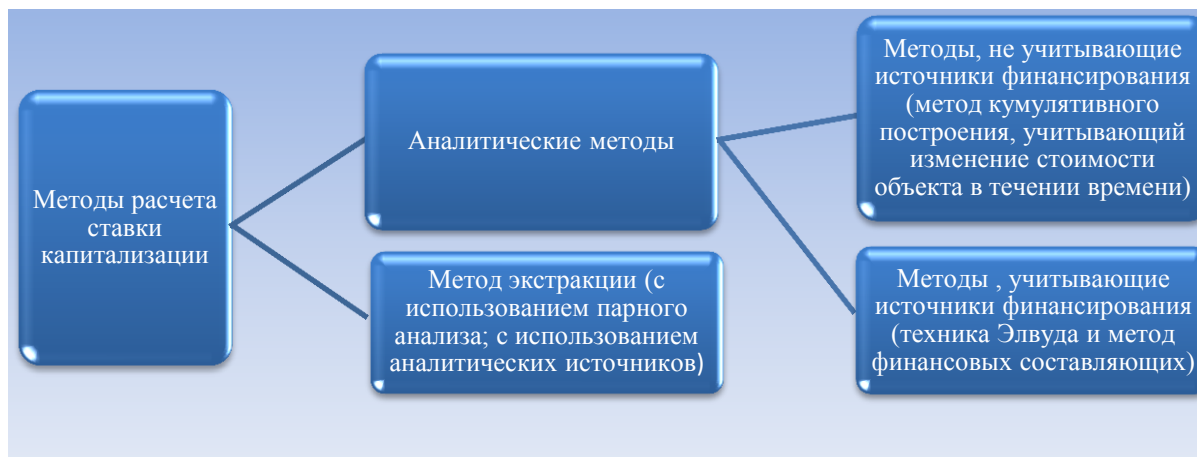 Методы расчета
ставки
капитализации
Аналитические методы
Метод экстракции (с
использованием парного
анализа; с использованием
аналитических источников)
Методы, не учитывающие
источники финансирования
(метод кумулятивного
построения, учитывающий
изменение стоимости
объекта в течении времени)
Методы , учитывающие
источники финансирования
(техника Элвуда и метод
финансовых составляющих)